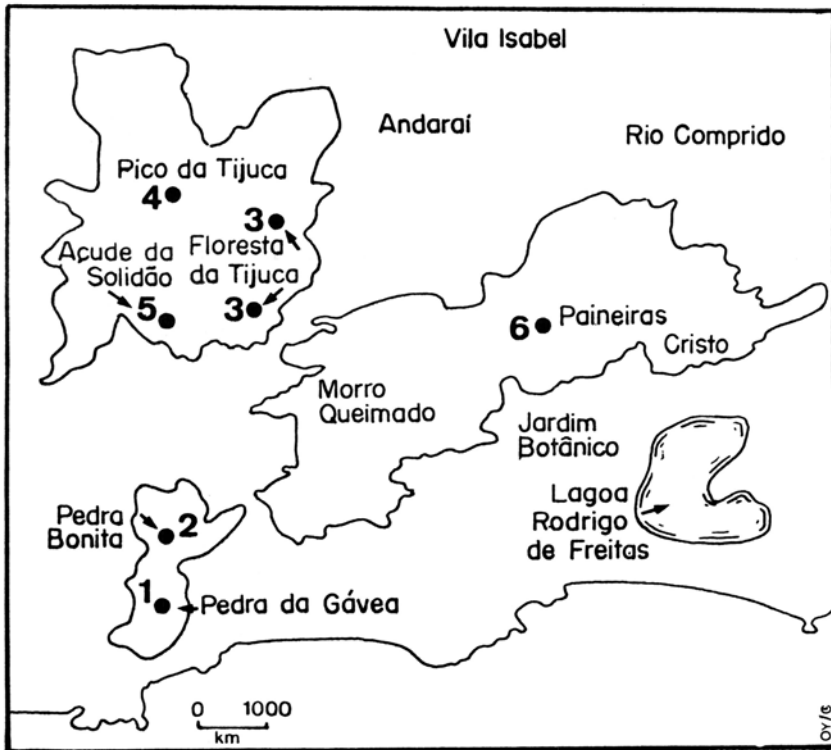 Vila Isabel
Andaraí
Rio Comprido
Pico da Tijuca
4
3
Açude da
Solidão
Floresta
da Tijuca
5
3
6
Paineiras
Cristo
Morro
Queimado
Jardim
Botânico
Lagoa
Rodrigo
de Freitas
Pedra
Bonita
2
1
Pedra da Gávea
0 1000
km